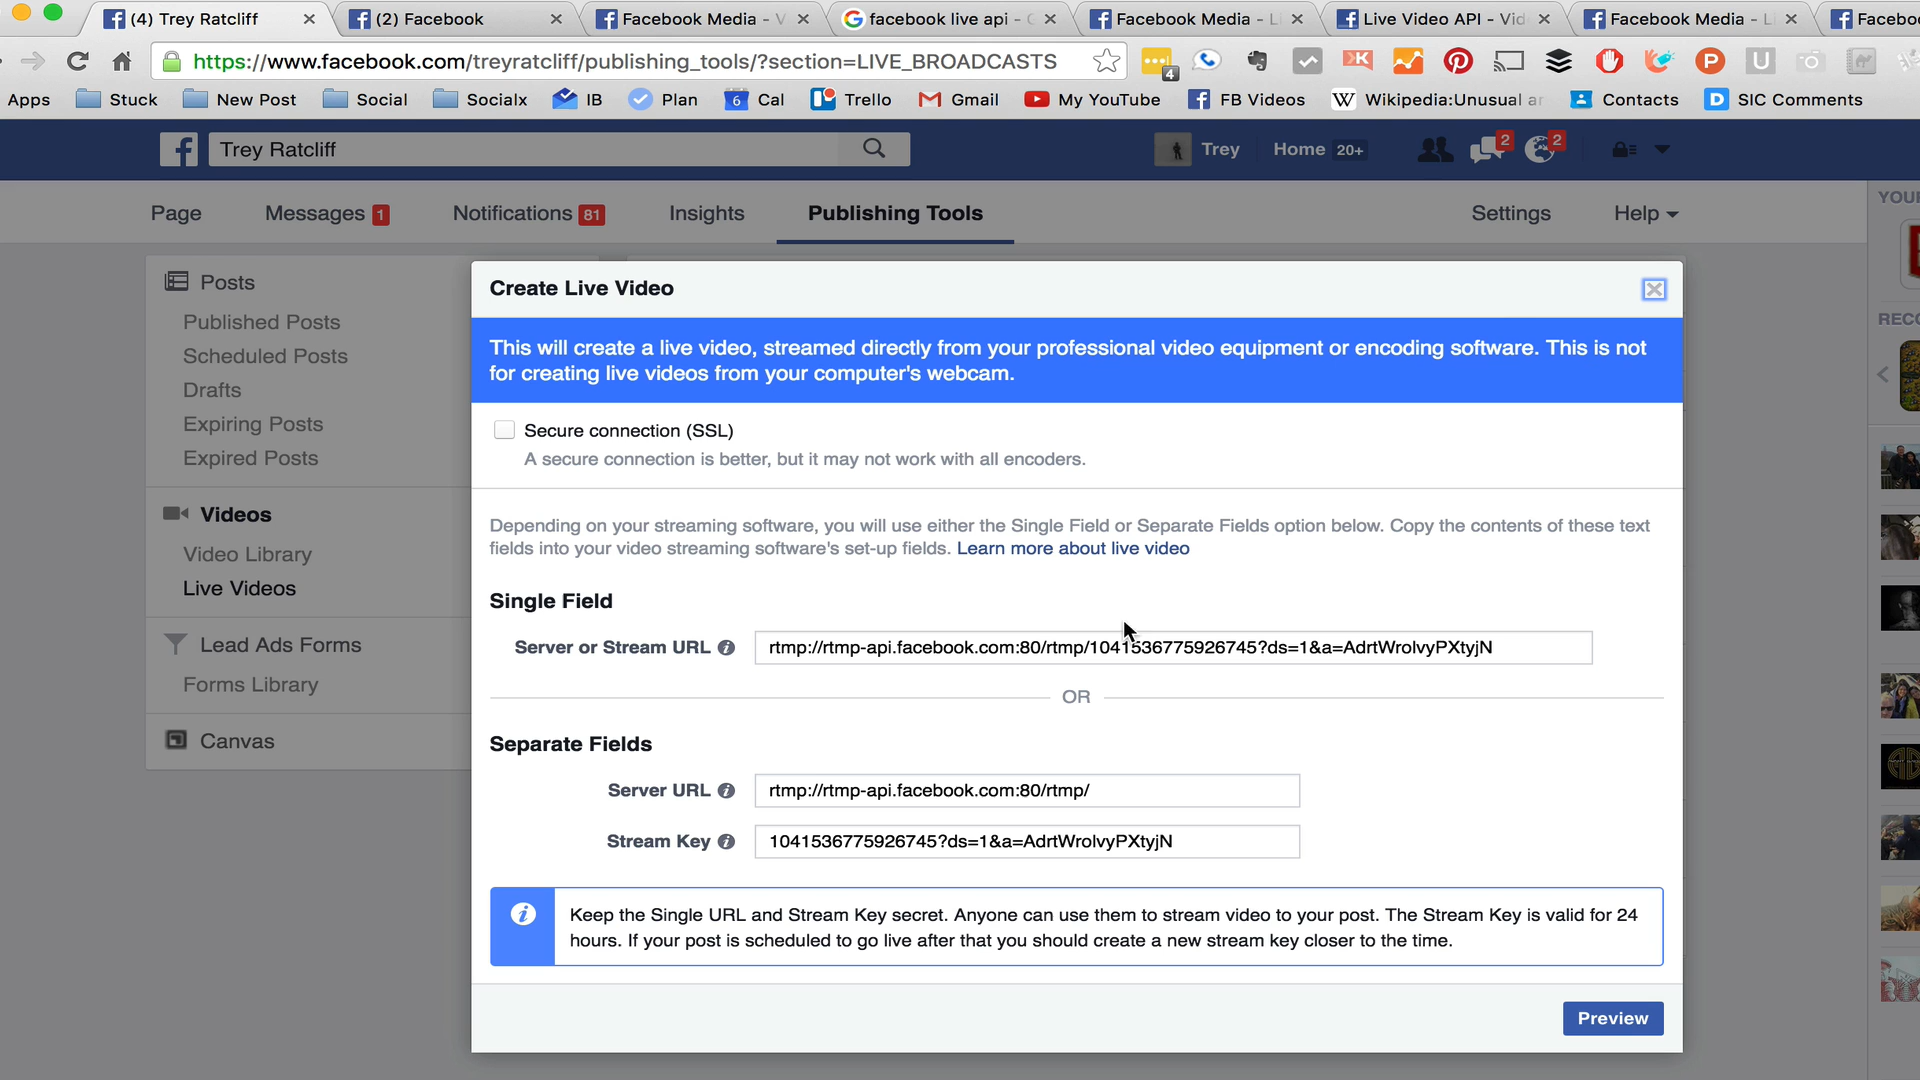 (4) Trey Ratcliff
(2) Facebook
Facebook Media - V
facebook live api -
Facebook Media - Li
Live Video API - Vid
Facebook Media - Li
Facebo
https://www.facebook.com/treyratcliff/publishing_tools/?section=LIVE_BROADCASTS
4
Apps
Stuck
New Post
Social
Socialx
IB
Plan
6 Cal
Trello
Gmail
My YouTube
FB Videos
Wikipedia:Unusual ar
Contacts
SIC Comments
Trey Ratcliff
Trey
Home 20+
2
2
Page
Messages 1
Notifications 81
Insights
Publishing Tools
Settings
Help
YOUR
RECO
Posts
Published Posts
Scheduled Posts
Drafts
Expiring Posts
Expired Posts
Videos
Video Library
Live Videos
Lead Ads Forms
Forms Library
Canvas
Create Live Video
This will create a live video, streamed directly from your professional video equipment or encoding software. This is not
for creating live videos from your computer's webcam.
Secure connection (SSL)
A secure connection is better, but it may not work with all encoders.
Depending on your streaming software, you will use either the Single Field or Separate Fields option below. Copy the contents of these text
fields into your video streaming software's set-up fields. Learn more about live video
Single Field
Server or Stream URL rtmp://rtmp-api.facebook.com:80/rtmp/1041536775926745?ds=1&a=AdrtWrolvyPXtyjN
OR
Separate Fields
Server URL rtmp://rtmp-api.facebook.com:80/rtmp/
Stream Key 1041536775926745?ds=1&a=AdrtWrolvyPXtyjN
Keep the Single URL and Stream Key secret. Anyone can use them to stream video to your post. The Stream Key is valid for 24
hours. If your post is scheduled to go live after that you should create a new stream key closer to the time.
Preview